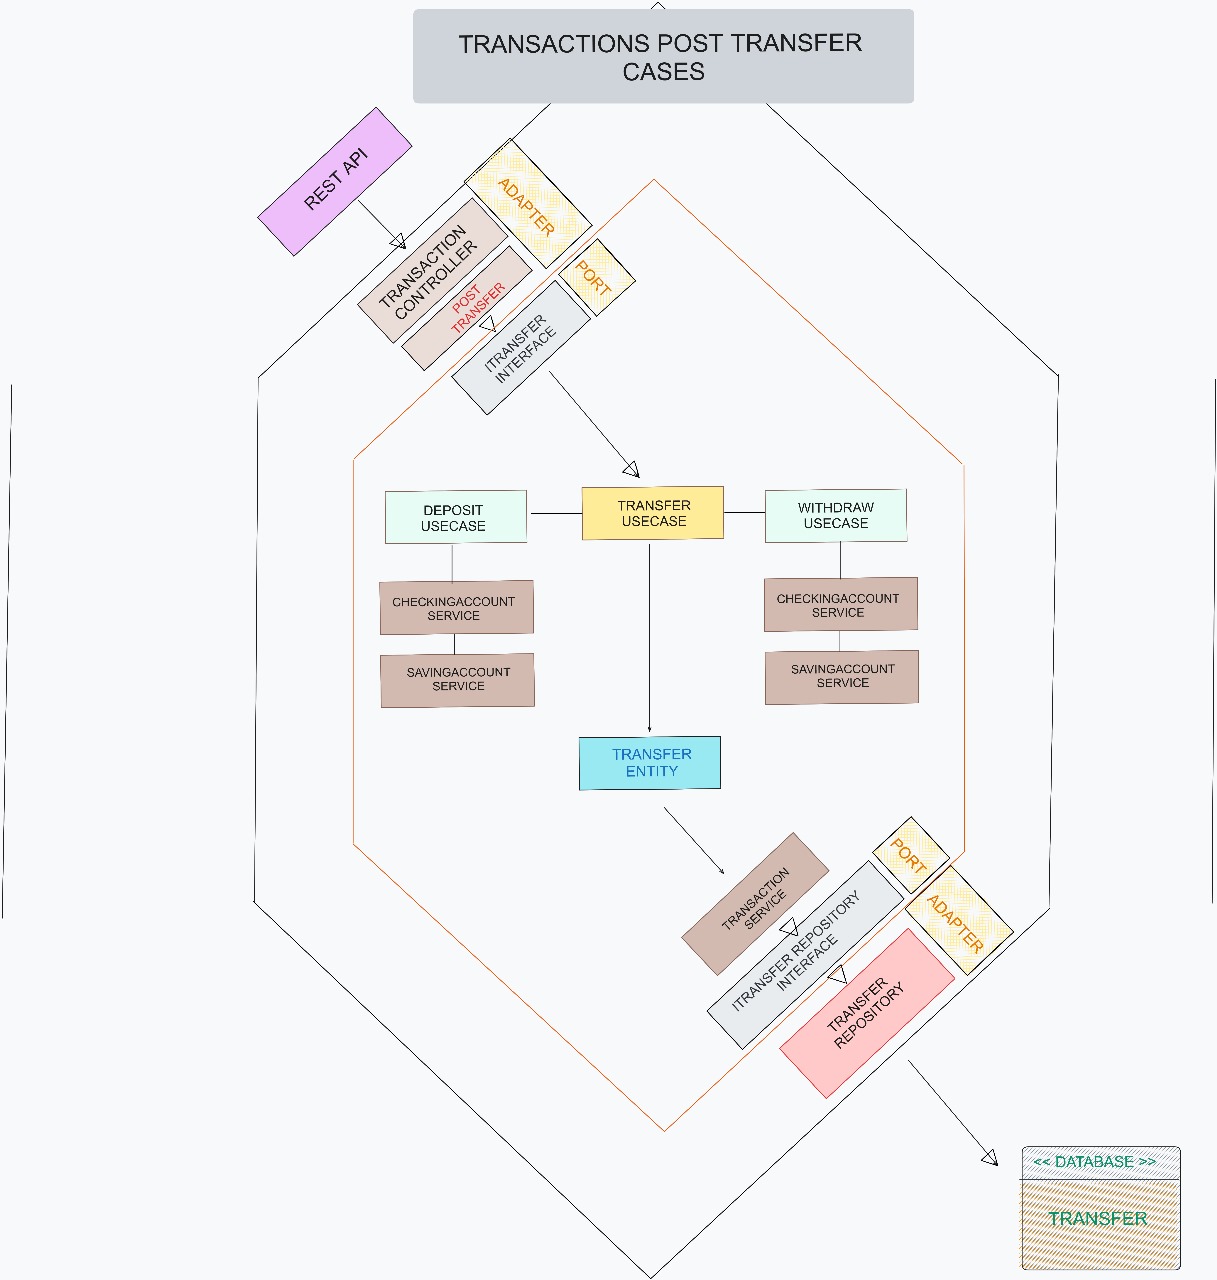 TRANSACTIONS POST TRANSFER
CASES
REST API
ADAPTER
TRANSACTION
CONTROLLER
POST
TRANSFER
PORT
ITRANSFER
INTERFACE
DEPOSIT
USECASE
TRANSFER
USECASE
WITHDRAW
USECASE
CHECKINGACCOUNT
SERVICE
CHECKINGACCOUNT
SERVICE
SAVINGACCOUNT
SERVICE
SAVINGACCOUNT
SERVICE
TRANSFER
ENTITY
PORT
ADAPTER
TRANSACTION
SERVICE
ITRANSFER REPOSITORY
INTERFACE
TRANSFER
REPOSITORY
<< DATABASE >>
TRANSFER